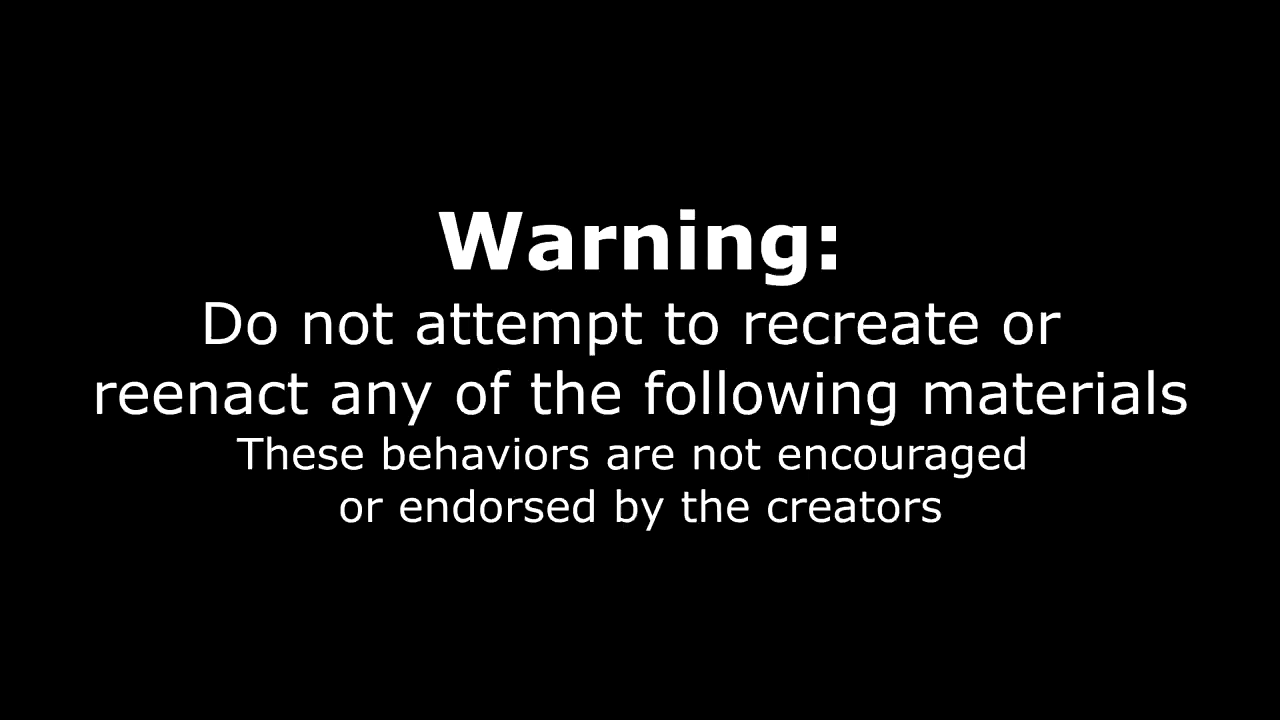 Warning:
Do not attempt to recreate or
reenact any of the following materials
These behaviors are not encouraged
or endorsed by the creators